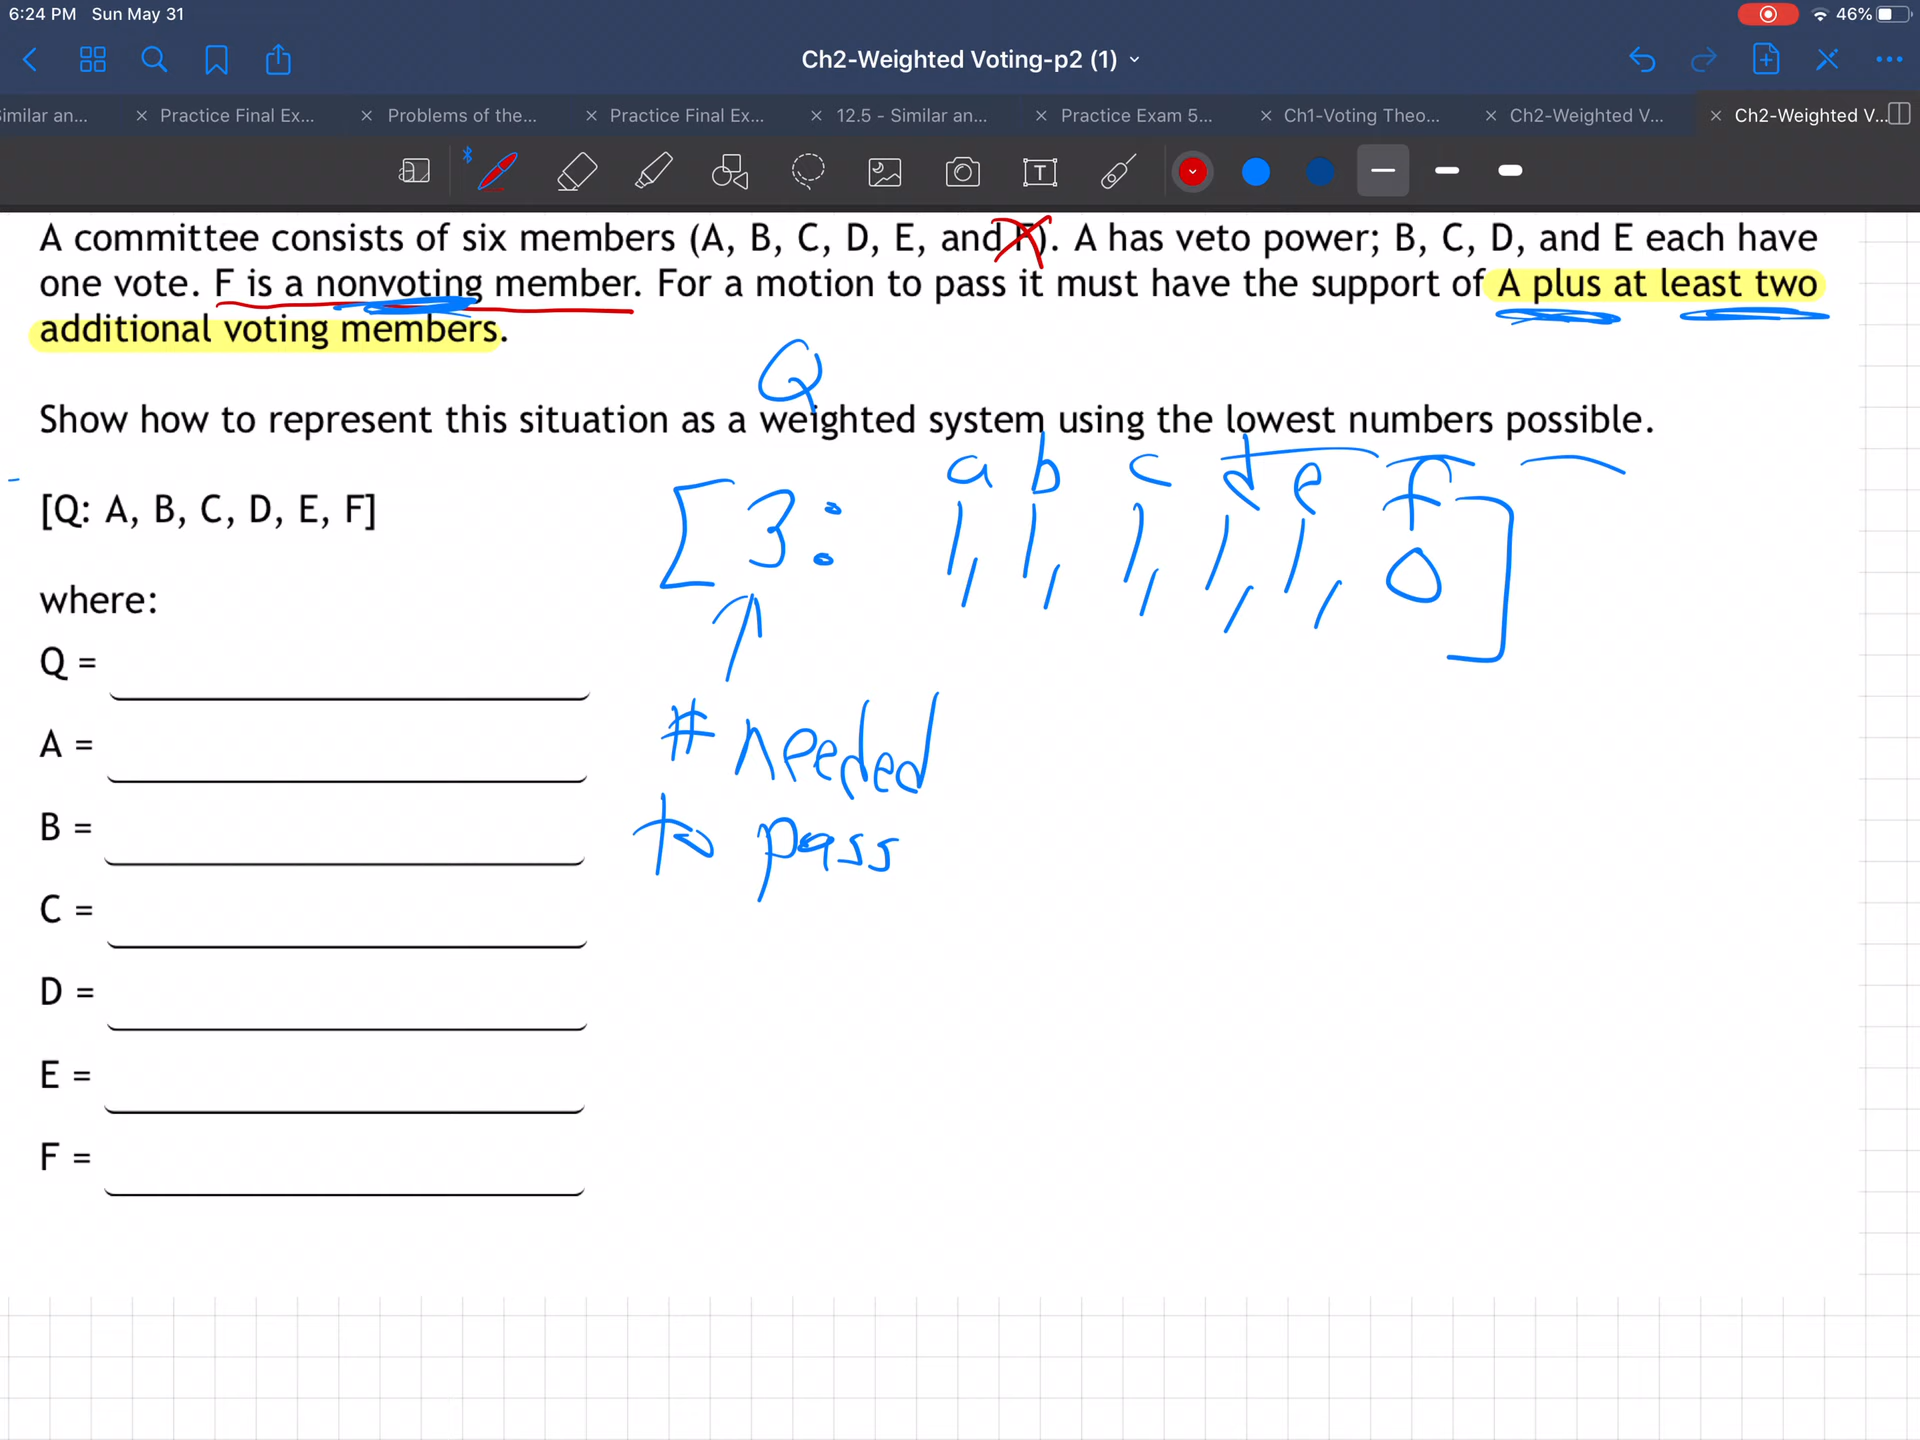 6:24 PM Sun May 31
46%
Ch2-Weighted Voting-p2 (1)
Similar an... Practice Final Ex... Problems of the... Practice Final Ex... 12.5 - Similar an... Practice Exam 5... Ch1-Voting Theo... Ch2-Weighted V... Ch2-Weighted V...
T
A committee consists of six members (A, B, C, D, E, and F). A has veto power; B, C, D, and E each have
one vote. F is a nonvoting member. For a motion to pass it must have the support of A plus at least two
additional voting members.
Q
Show how to represent this situation as a weighted system using the lowest numbers possible.
a b c d e f
[Q: A, B, C, D, E, F]
[3: 1, 1, 1, 1, 1, 0]
where:
Q =
# needed
A =
to pass
B =
C =
D =
E =
F =